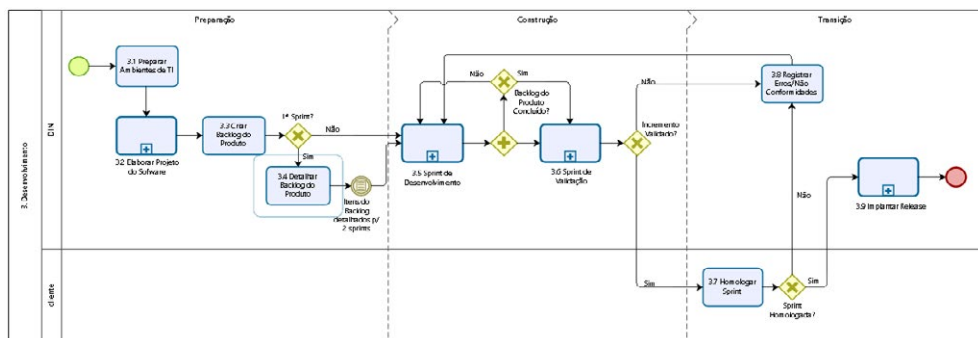 Preparação
Construção
Transição
3. Desenvolvimento
DIN
cliente
3.1 Preparar
Ambientes de TI
3.2 Elaborar Projeto
do Sofware
3.3 Criar
Backlog do
Produto
1ª Sprint?
Não
Sim
3.4 Detalhar
Backlog do
Produto
Itens do
Backlog
detalhados p/
2 sprints
3.5 Sprint de
Desenvolvimento
Não
Sim
Backlog do
Produto
Concluído?
3.6 Sprint de
Validação
Incremento
Validado?
Não
Sim
3.8 Registrar
Erros/Não
Conformidades
3.7 Homologar
Sprint
Sprint
Homologada?
Não
Sim
3.9 Implantar Release